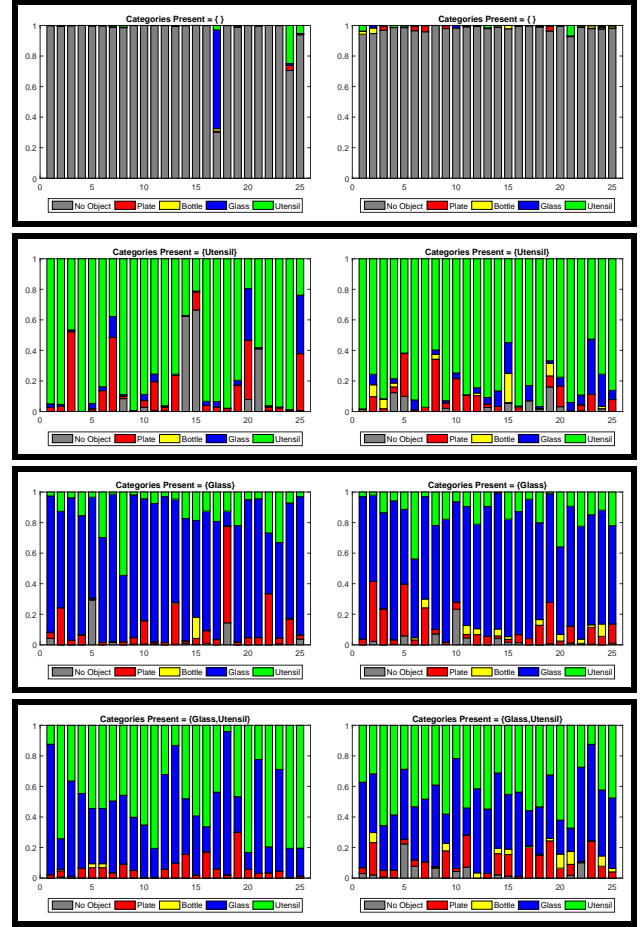 Categories Present = { }
1
0.8
0.6
0.4
0.2
0
0 5 10 15 20 25
No Object Plate Bottle Glass Utensil
Categories Present = { }
1
0.8
0.6
0.4
0.2
0
0 5 10 15 20 25
No Object Plate Bottle Glass Utensil
Categories Present = {Utensil}
1
0.8
0.6
0.4
0.2
0
0 5 10 15 20 25
No Object Plate Bottle Glass Utensil
Categories Present = {Utensil}
1
0.8
0.6
0.4
0.2
0
0 5 10 15 20 25
No Object Plate Bottle Glass Utensil
Categories Present = {Glass}
1
0.8
0.6
0.4
0.2
0
0 5 10 15 20 25
No Object Plate Bottle Glass Utensil
Categories Present = {Glass}
1
0.8
0.6
0.4
0.2
0
0 5 10 15 20 25
No Object Plate Bottle Glass Utensil
Categories Present = {Glass,Utensil}
1
0.8
0.6
0.4
0.2
0
0 5 10 15 20 25
No Object Plate Bottle Glass Utensil
Categories Present = {Glass,Utensil}
1
0.8
0.6
0.4
0.2
0
0 5 10 15 20 25
No Object Plate Bottle Glass Utensil